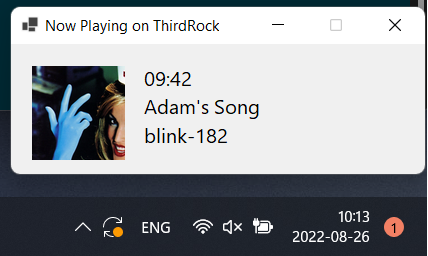 Now Playing on ThirdRock
09:42
Adam's Song
blink-182
ENG
10:13
2022-08-26
1